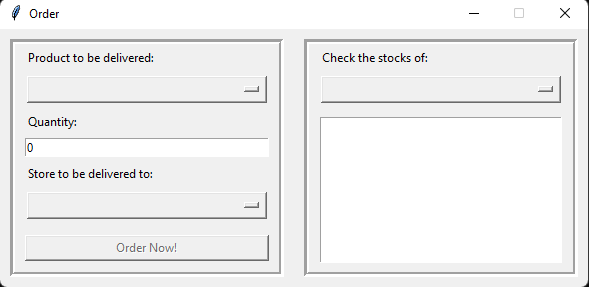 Order
Product to be delivered:
Quantity:
0
Store to be delivered to:
Order Now!
Check the stocks of: